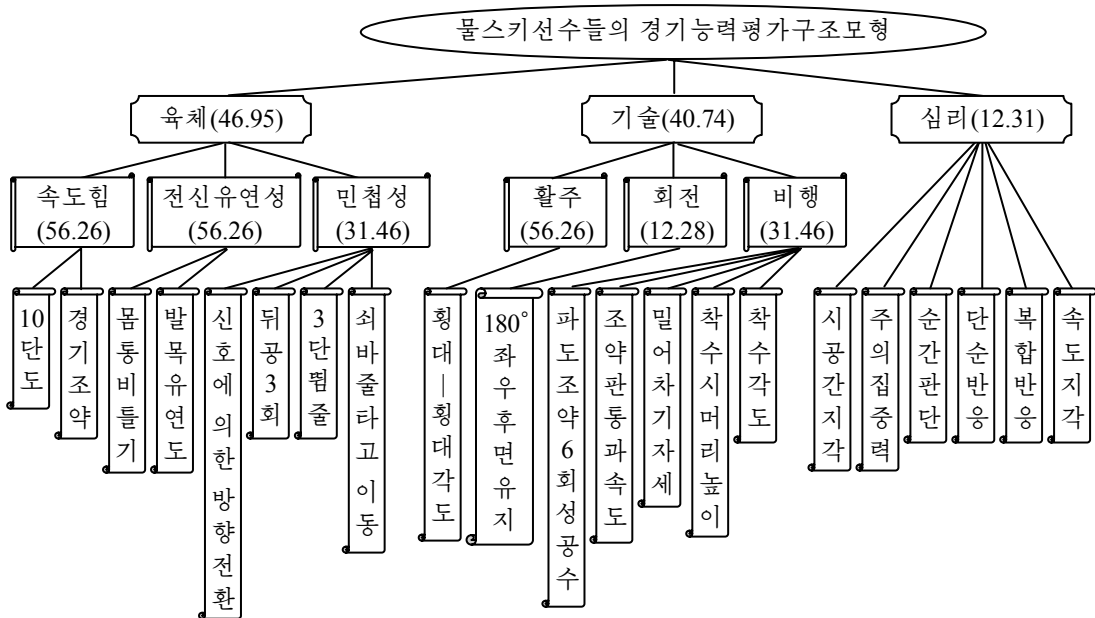 물스키선수들의 경기능력평가구조모형
육체(46.95)
기술(40.74)
심리(12.31)
속도힘
(56.26)
전신유연성
(56.26)
민첩성
(31.46)
활주
(56.26)
회전
(12.28)
비행
(31.46)
10단도
경기조약
몸통비틀기
발목유연도
신호에 의한 방향전환
뒤공3회
3단뜀줄
쇠바줄타고 이동
횡대―횡대각도
180°좌우후면유지
파도조약6회성공수
조약판통과속도
밀어차기자세
착수시머리높이
착수각도
시공간지각
주의집중력
순간판단
단순반응
복합반응
속도지각